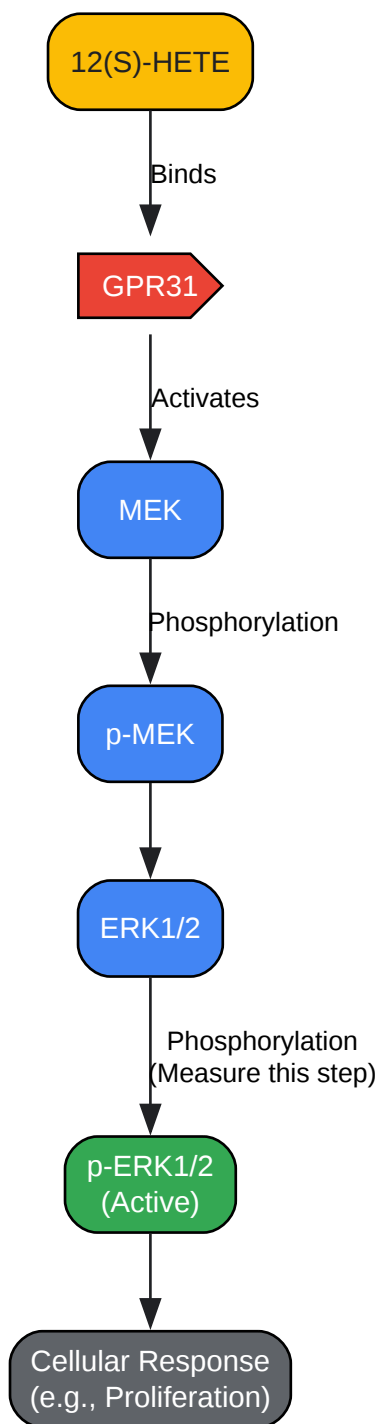 12(S)-HETE
Binds
GPR31
Activates
MEK
Phosphorylation
p-MEK
ERK1/2
Phosphorylation
(Measure this step)
p-ERK1/2
(Active)
Cellular Response
(e.g., Proliferation)